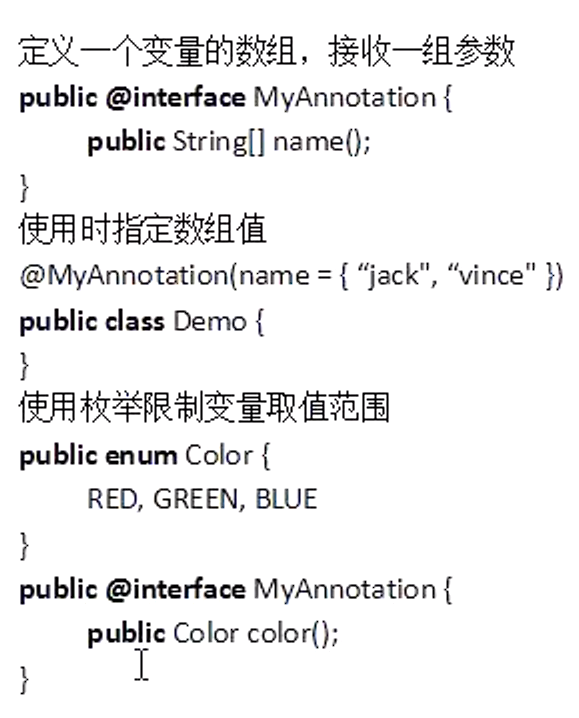 定义一个变量的数组，接收一组参数
public @interface MyAnnotation {
public String[] name();
}
使用时指定数组值
@MyAnnotation(name = { “jack", “vince" })
public class Demo {
}
使用枚举限制变量取值范围
public enum Color {
RED, GREEN, BLUE
}
public @interface MyAnnotation {
public Color color();
}